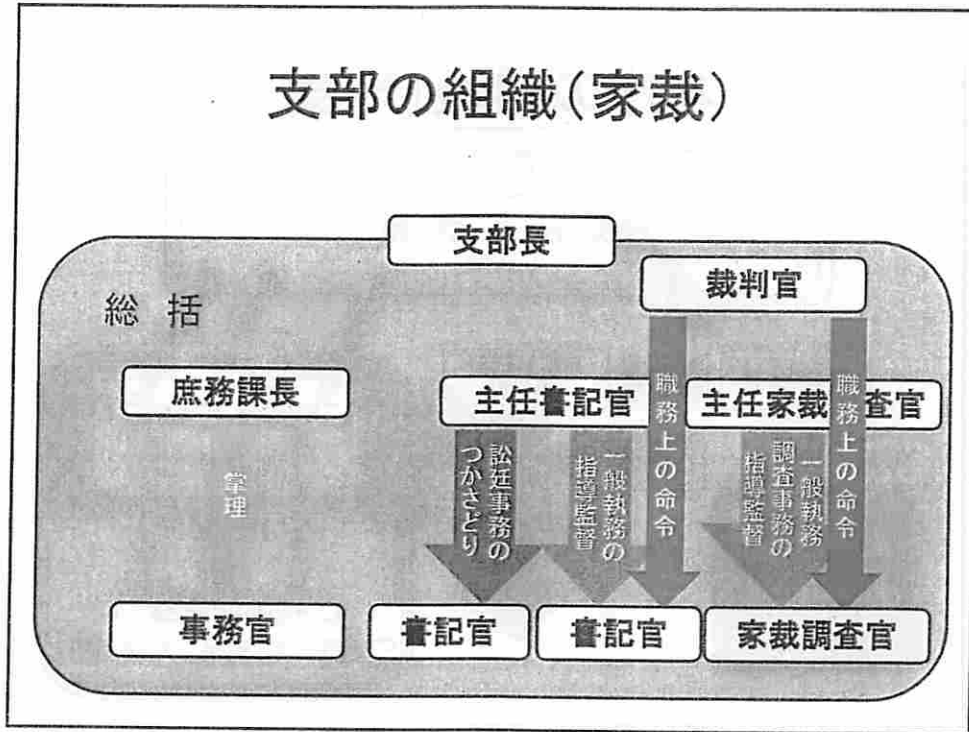 支部の組織（家裁）
支部長
裁判官
総 括
庶務課長
主任書記官
主任家裁
査官
掌理
訟廷事務の
つかさどり
一般執務の
指導監督
職務上の命令
一般執務
調査事務の
指導監督
職務上の命令
事務官
書記官
書記官
家裁調査官